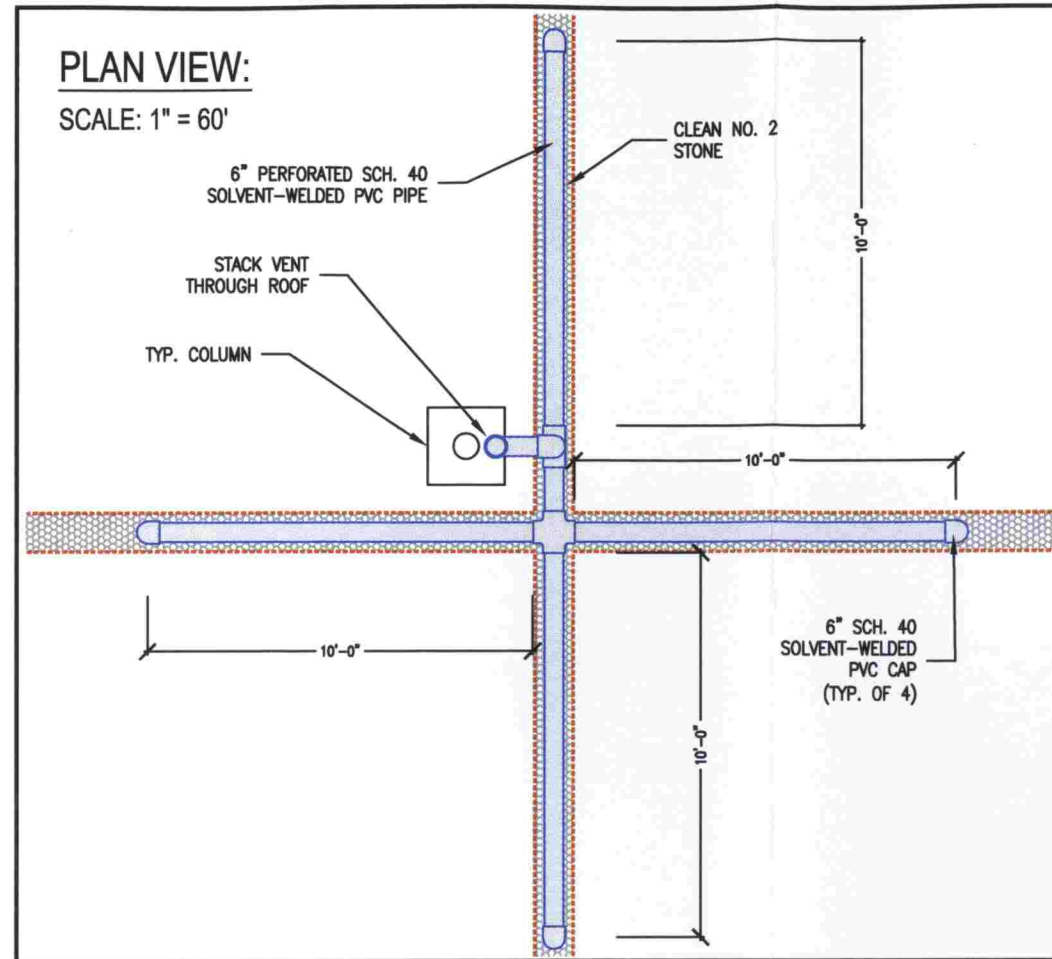 PLAN VIEW:
SCALE: 1" = 60'
6" PERFORATED SCH. 40
SOLVENT-WELDED PVC PIPE
CLEAN NO. 2
STONE
STACK VENT
THROUGH ROOF
TYP. COLUMN
10'-0"
10'-0"
10'-0"
10'-0"
6" SCH. 40
SOLVENT-WELDED
PVC CAP
(TYP. OF 4)